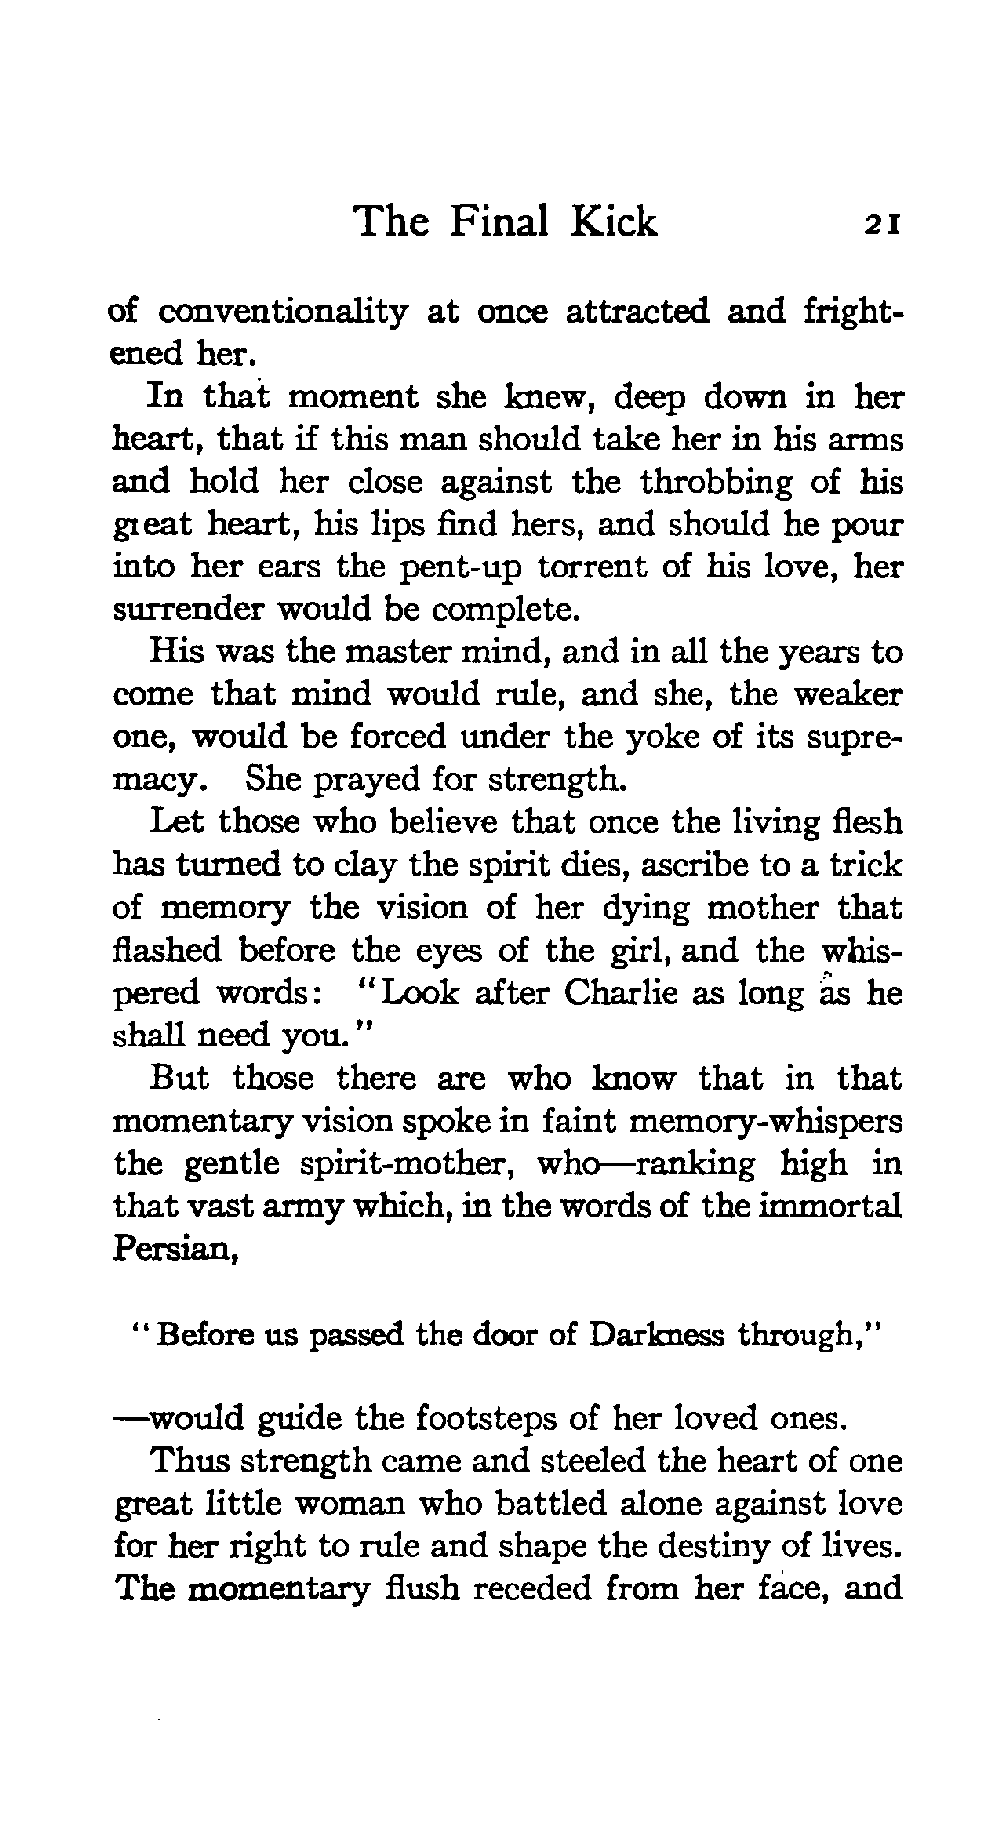 The Final Kick 21
of conventionality at once attracted and fright-
ened her.
In that moment she knew, deep down in her
heart, that if this man should take her in his arms
and hold her close against the throbbing of his
great heart, his lips find hers, and should he pour
into her ears the pent-up torrent of his love, her
surrender would be complete.
His was the master mind, and in all the years to
come that mind would rule, and she, the weaker
one, would be forced under the yoke of its supre-
macy. She prayed for strength.
Let those who believe that once the living flesh
has turned to clay the spirit dies, ascribe to a trick
of memory the vision of her dying mother that
flashed before the eyes of the girl, and the whis-
pered words: "Look after Charlie as long as he
shall need you."
But those there are who know that in that
momentary vision spoke in faint memory-whispers
the gentle spirit-mother, who—ranking high in
that vast army which, in the words of the immortal
Persian,
"Before us passed the door of Darkness through,"
—would guide the footsteps of her loved ones.
Thus strength came and steeled the heart of one
great little woman who battled alone against love
for her right to rule and shape the destiny of lives.
The momentary flush receded from her face, and